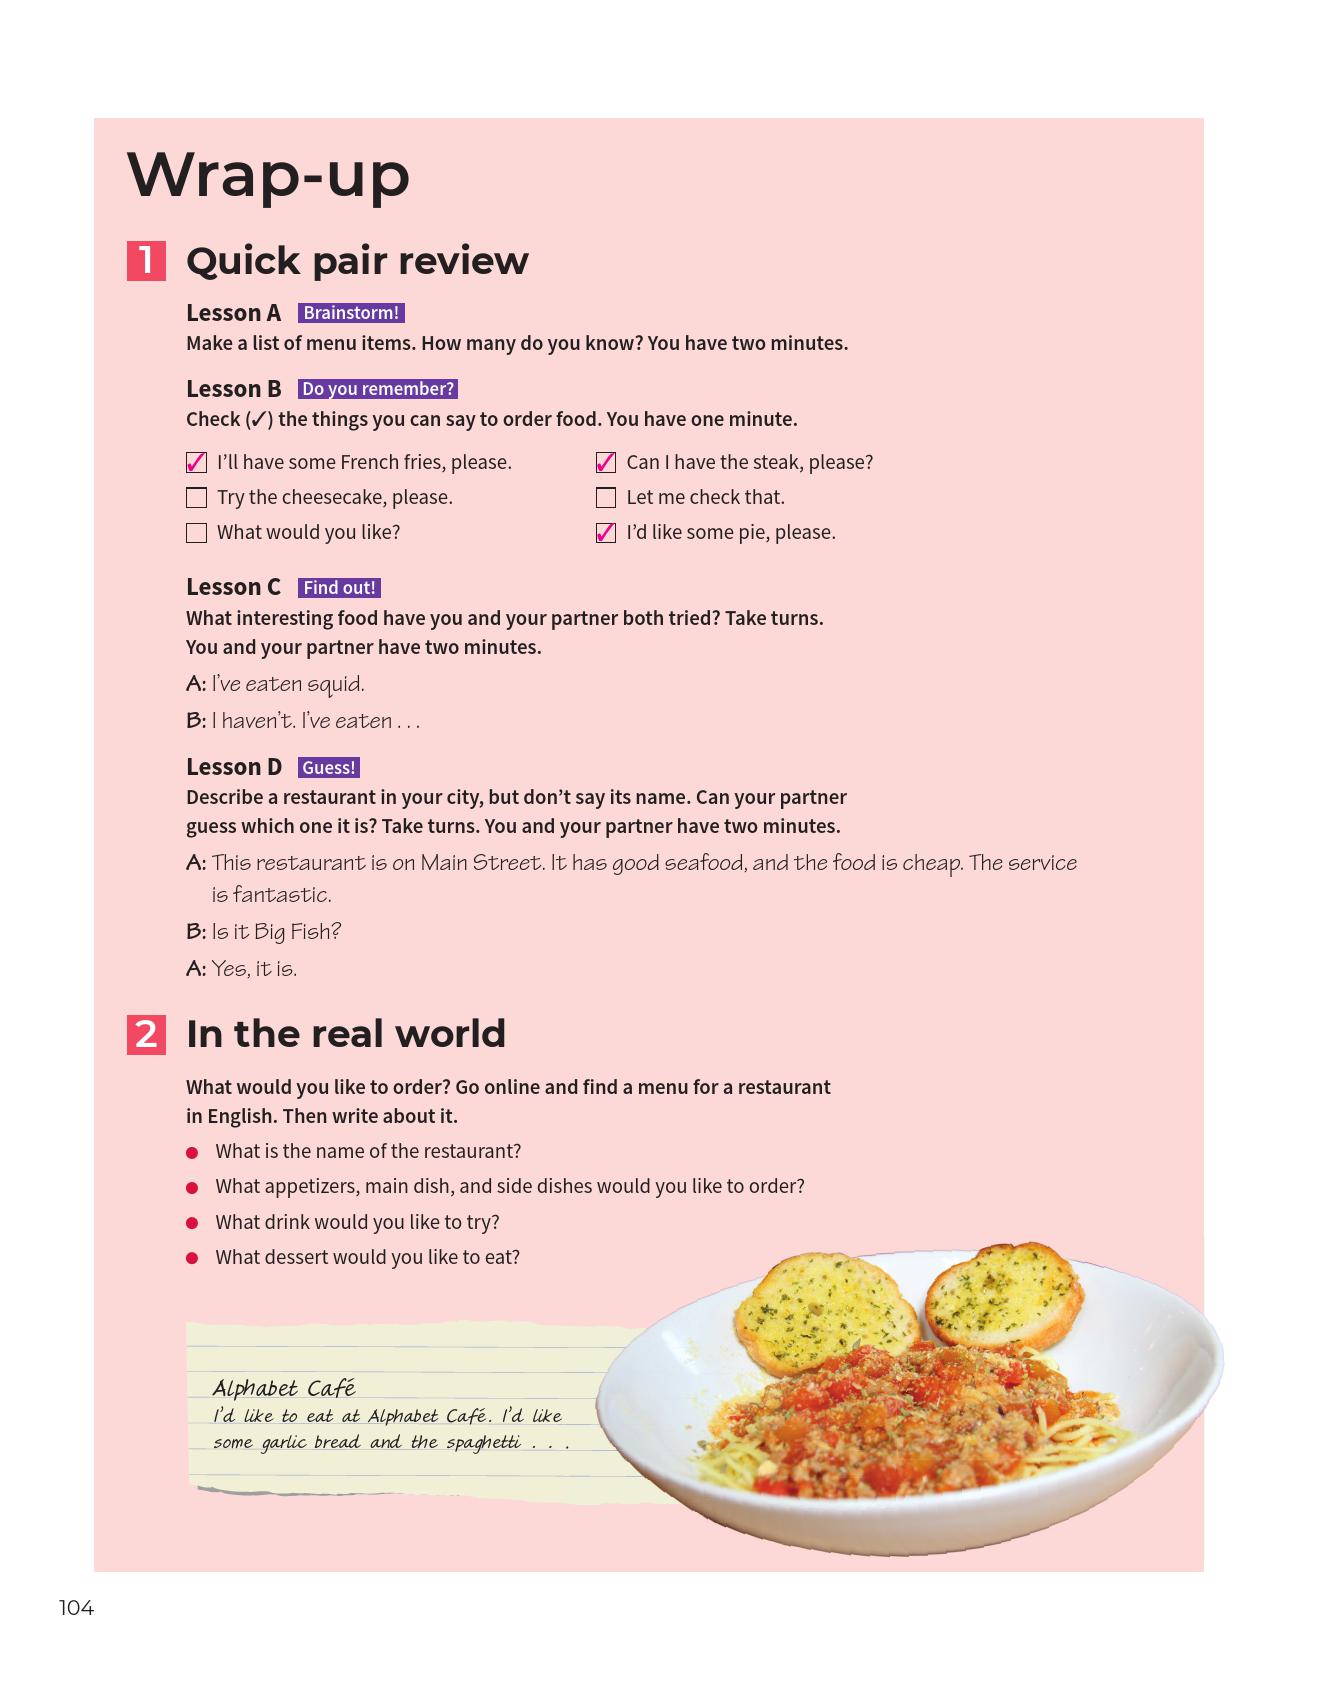 Wrap-up
1 Quick pair review
Lesson A Brainstorm!
Make a list of menu items. How many do you know? You have two minutes.
Lesson B Do you remember?
Check (✓) the things you can say to order food. You have one minute.
✓ I’ll have some French fries, please.
✓ Can I have the steak, please?
Try the cheesecake, please.
Let me check that.
What would you like?
✓ I’d like some pie, please.
Lesson C Find out!
What interesting food have you and your partner both tried? Take turns.
You and your partner have two minutes.
A: I’ve eaten squid.
B: I haven’t. I’ve eaten . . .
Lesson D Guess!
Describe a restaurant in your city, but don’t say its name. Can your partner
guess which one it is? Take turns. You and your partner have two minutes.
A: This restaurant is on Main Street. It has good seafood, and the food is cheap. The service
is fantastic.
B: Is it Big Fish?
A: Yes, it is.
2 In the real world
What would you like to order? Go online and find a menu for a restaurant
in English. Then write about it.
● What is the name of the restaurant?
● What appetizers, main dish, and side dishes would you like to order?
● What drink would you like to try?
● What dessert would you like to eat?
Alphabet Café
I’d like to eat at Alphabet Café. I’d like
some garlic bread and the spaghetti . . .
104